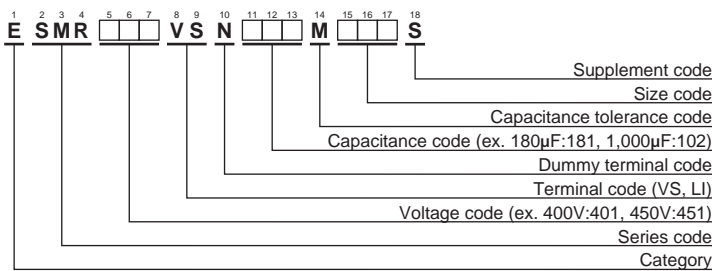 1 2 3 4 5 6 7 8 9 10 11 12 13 14 15 16 17 18
E SMR VS N M S
Supplement code
Size code
Capacitance tolerance code
Capacitance code (ex. 180μF:181, 1,000μF:102)
Dummy terminal code
Terminal code (VS, LI)
Voltage code (ex. 400V:401, 450V:451)
Series code
Category